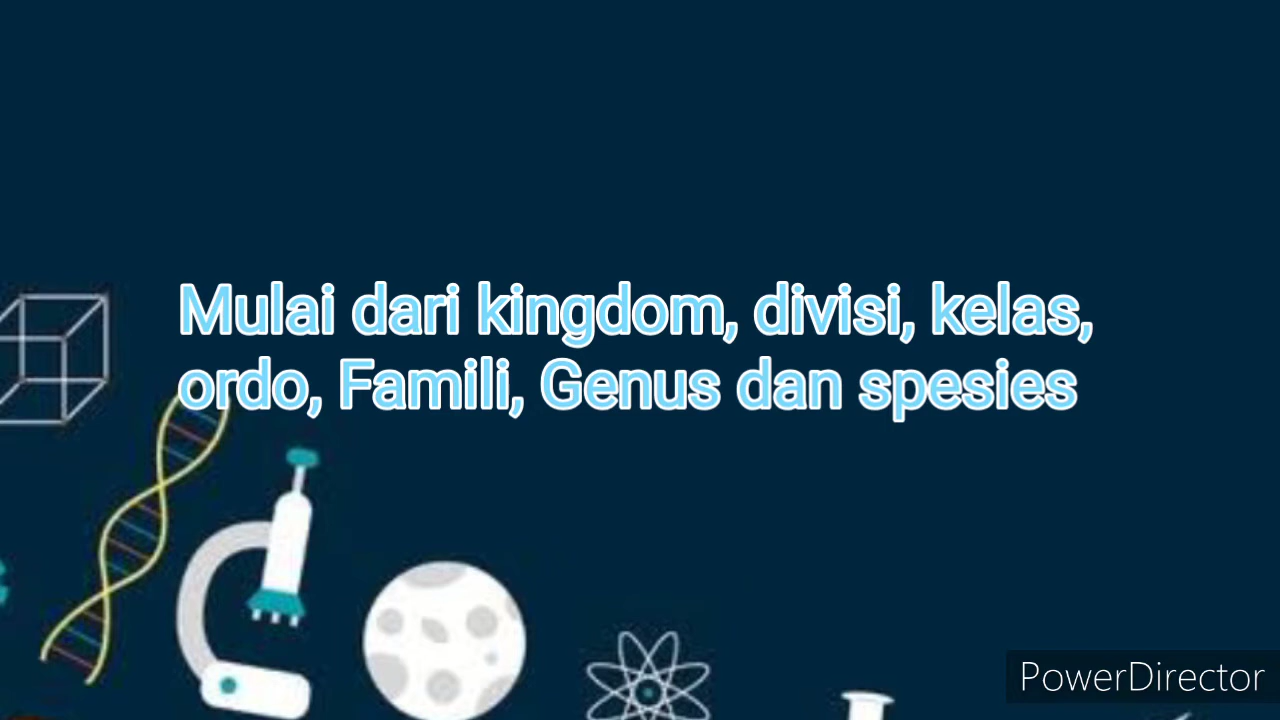 Mulai dari kingdom, divisi, kelas,
ordo, Famili, Genus dan spesies
PowerDirector